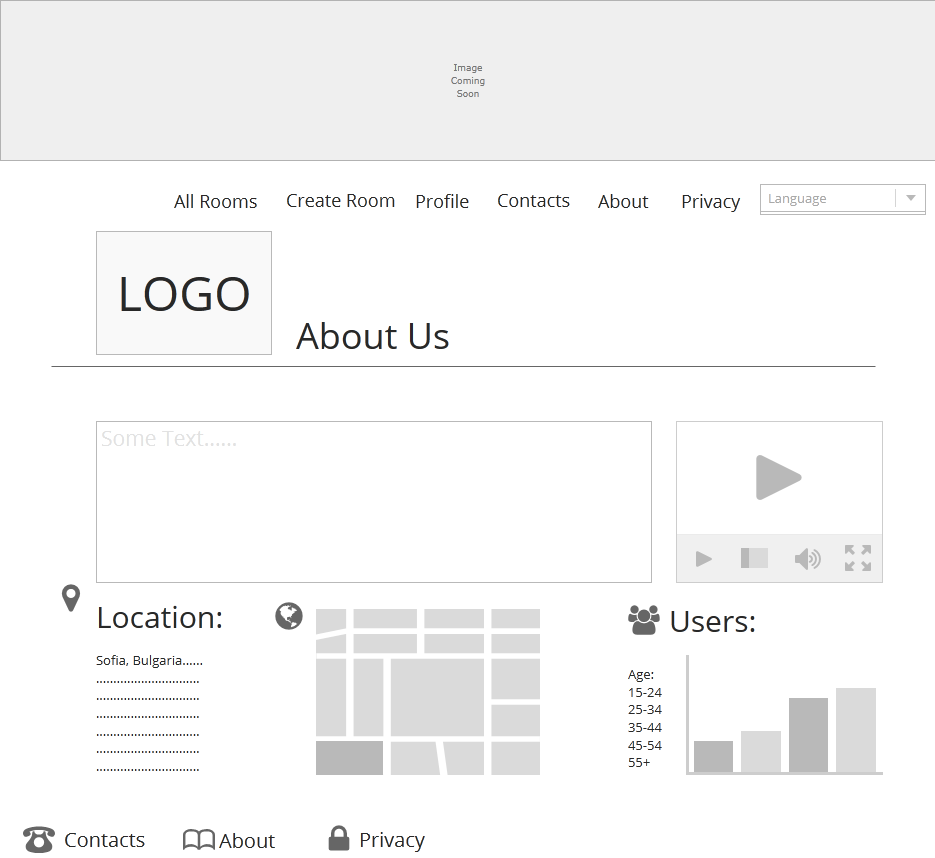 Image
Coming
Soon
All Rooms Create Room Profile Contacts About Privacy Language
LOGO
About Us
Some Text......
Location:
Sofia, Bulgaria......
..............................
..............................
..............................
..............................
..............................
..............................
Users:
Age:
15-24
25-34
35-44
45-54
55+
Contacts About Privacy